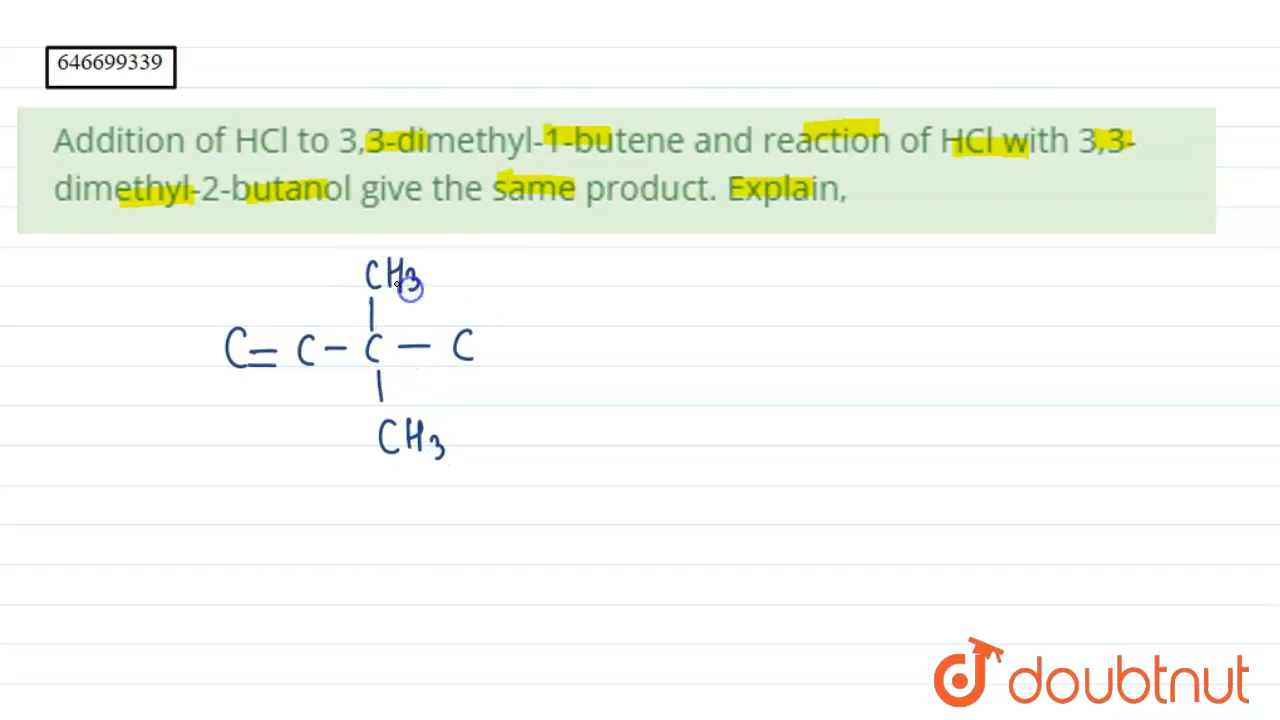 646699339
Addition of HCl to 3,3-dimethyl-1-butene and reaction of HCl with 3,3-
dimethyl-2-butanol give the same product. Explain,
CH3
C=C-C-C
CH3
doubtnut